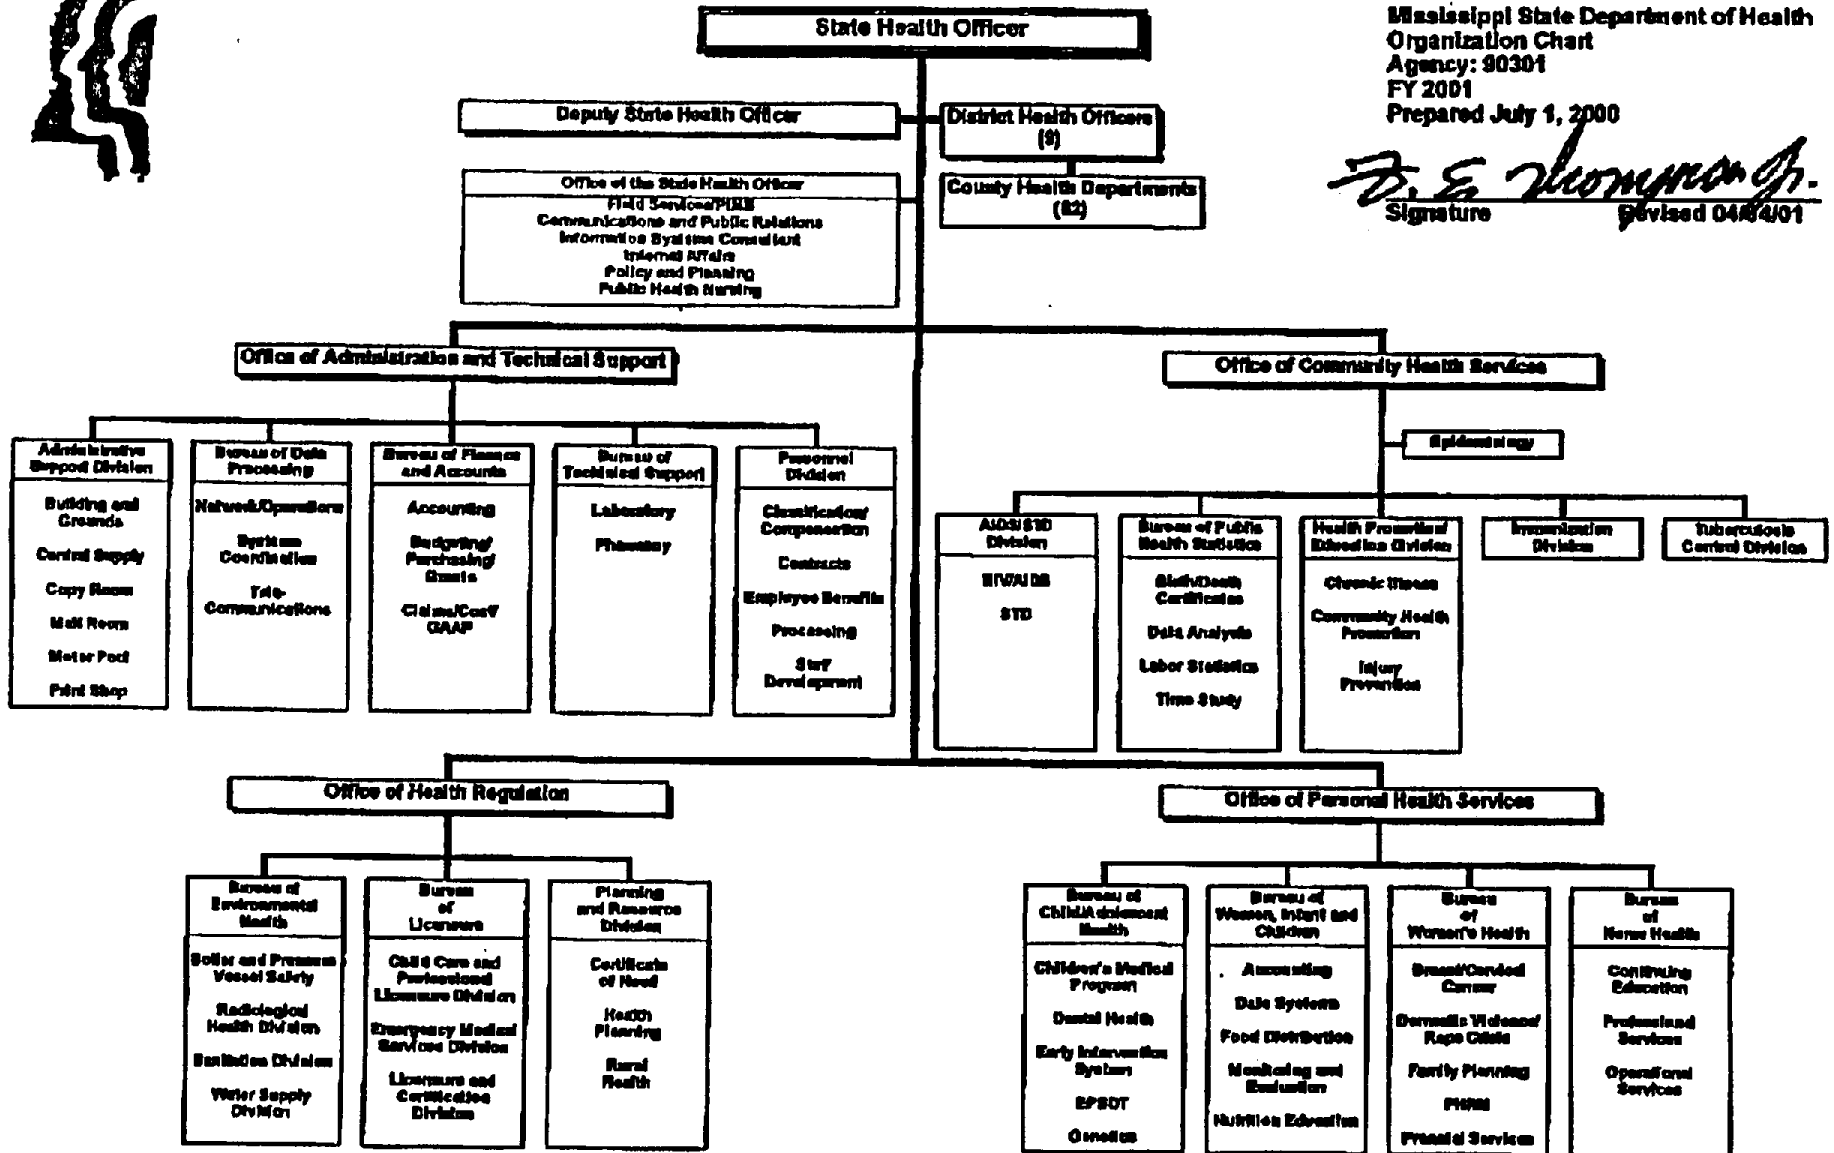 State Health Officer
Mississippi State Department of Health
Organization Chart
Agency: 90301
FY 2001
Prepared July 1, 2000
F. E. Thompson Jr.
Signature
Revised 04/04/01
Deputy State Health Officer
District Health Officers
(9)
County Health Departments
(82)
Office of the State Health Officer
Field Services/
Communications and Public Relations
Information Systems Consultant
Internal Affairs
Policy and Planning
Public Health Nursing
Office of Administration and Technical Support
Office of Community Health Services
Administrative
Support Division
Building and
Grounds
Central Supply
Copy Room
Mail Room
Motor Pool
Print Shop
Bureau of Data
Processing
Network/Operations
Systems
Coordination
Tele-
Communications
Bureau of Finance
and Accounts
Accounting
Budgeting/
Purchasing/
Grants
Claims/Cost/
GAAP
Bureau of
Technical Support
Laboratory
Pharmacy
Personnel
Division
Classification/
Compensation
Contracts
Employee Benefits
Processing
Staff
Development
Epidemiology
AIDS/STD
Division
HIV/AIDS
STD
Bureau of Public
Health Statistics
Birth/Death
Certificates
Data Analysis
Labor Statistics
Time Study
Health Promotion/
Education Division
Chronic Illness
Community Health
Promotion
Injury
Prevention
Immunization
Division
Tuberculosis
Control Division
Office of Health Regulation
Office of Personal Health Services
Bureau of
Environmental
Health
Boiler and Pressure
Vessel Safety
Radiological
Health Division
Sanitation Division
Water Supply
Division
Bureau
of
Licensure
Child Care and
Professional
Licensure Division
Emergency Medical
Services Division
Licensure and
Certification
Division
Planning
and Resource
Division
Certificate
of Need
Health
Planning
Rural
Health
Bureau of
Child/Adolescent
Health
Children's Medical
Program
Dental Health
Early Intervention
System
EPSDT
Genetics
Bureau of
Women, Infant and
Children
Accounting
Data Systems
Food Distribution
Monitoring and
Evaluation
Nutrition Education
Bureau
of
Women's Health
Breast/Cervical
Cancer
Domestic Violence/
Rape Crisis
Family Planning
PHRM
Prenatal Services
Bureau
of
Home Health
Continuing
Education
Professional
Services
Operational
Services